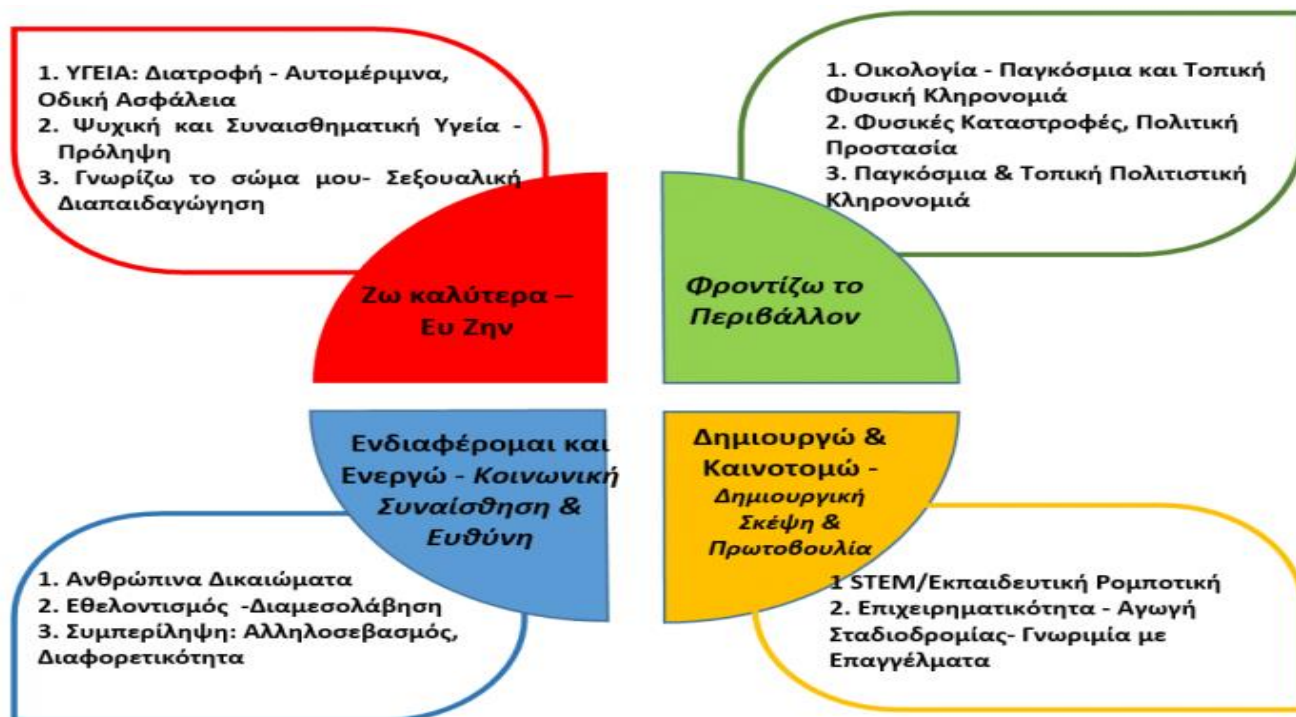 1. ΥΓΕΙΑ: Διατροφή - Αυτομέριμνα,
Οδική Ασφάλεια
2. Ψυχική και Συναισθηματική Υγεία -
Πρόληψη
3. Γνωρίζω το σώμα μου- Σεξουαλική
Διαπαιδαγώγηση
1. Οικολογία - Παγκόσμια και Τοπική
Φυσική Κληρονομιά
2. Φυσικές Καταστροφές, Πολιτική
Προστασία
3. Παγκόσμια & Τοπική Πολιτιστική
Κληρονομιά
Ζω καλύτερα –
Ευ Ζην
Φροντίζω το
Περιβάλλον
Ενδιαφέρομαι και
Ενεργώ - Κοινωνική
Συναίσθηση &
Ευθύνη
Δημιουργώ &
Καινοτομώ -
Δημιουργική
Σκέψη &
Πρωτοβουλία
1. Ανθρώπινα Δικαιώματα
2. Εθελοντισμός -Διαμεσολάβηση
3. Συμπερίληψη: Αλληλοσεβασμός,
Διαφορετικότητα
1 STEM/Εκπαιδευτική Ρομποτική
2. Επιχειρηματικότητα - Αγωγή
Σταδιοδρομίας- Γνωριμία με
Επαγγέλματα